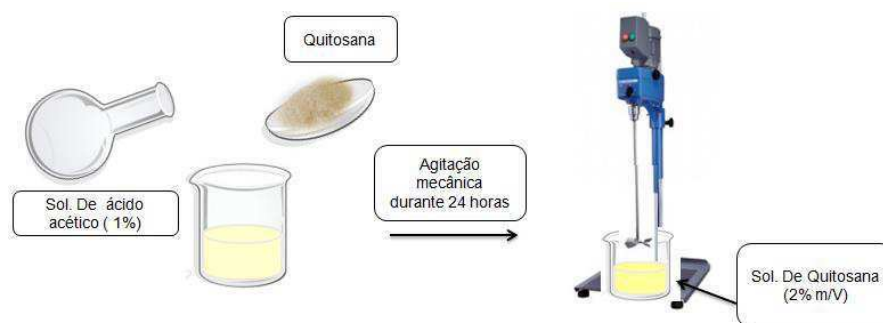 Quitosana
Sol. De ácido
acético ( 1%)
Agitação
mecânica
durante 24 horas
Sol. De Quitosana
(2% m/V)